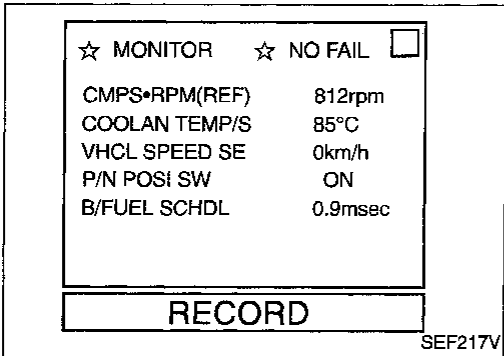 ☆ MONITOR ☆ NO FAIL
CMPS•RPM(REF) 812rpm
COOLAN TEMP/S 85°C
VHCL SPEED SE 0km/h
P/N POSI SW ON
B/FUEL SCHDL 0.9msec
RECORD
SEF217V